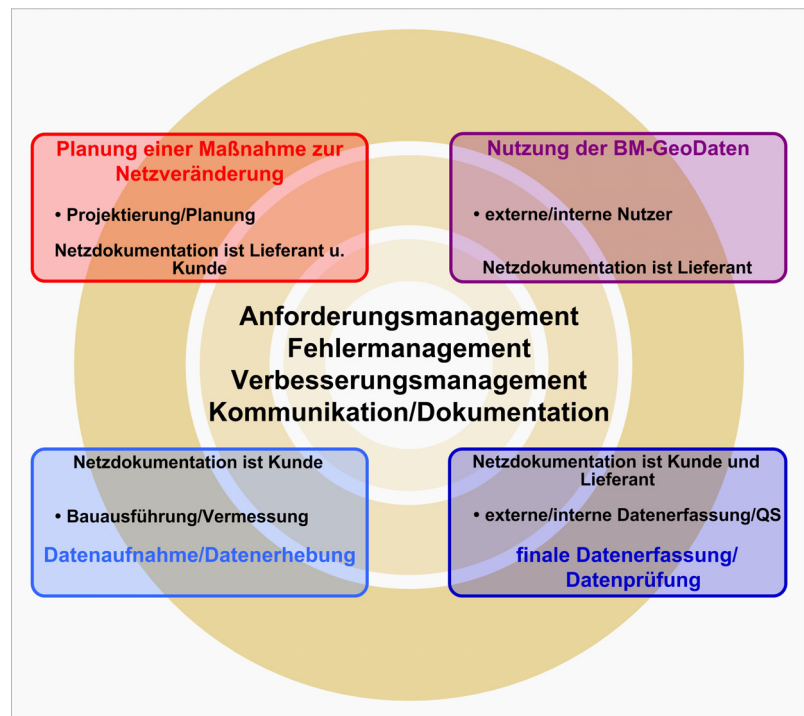 Planung einer Maßnahme zur
Netzveränderung
• Projektierung/Planung
Netzdokumentation ist Lieferant u.
Kunde
Nutzung der BM-GeoDaten
• externe/interne Nutzer
Netzdokumentation ist Lieferant
Anforderungsmanagement
Fehlermanagement
Verbesserungsmanagement
Kommunikation/Dokumentation
Netzdokumentation ist Kunde
• Bauausführung/Vermessung
Datenaufnahme/Datenerhebung
Netzdokumentation ist Kunde und
Lieferant
• externe/interne Datenerfassung/QS
finale Datenerfassung/
Datenprüfung